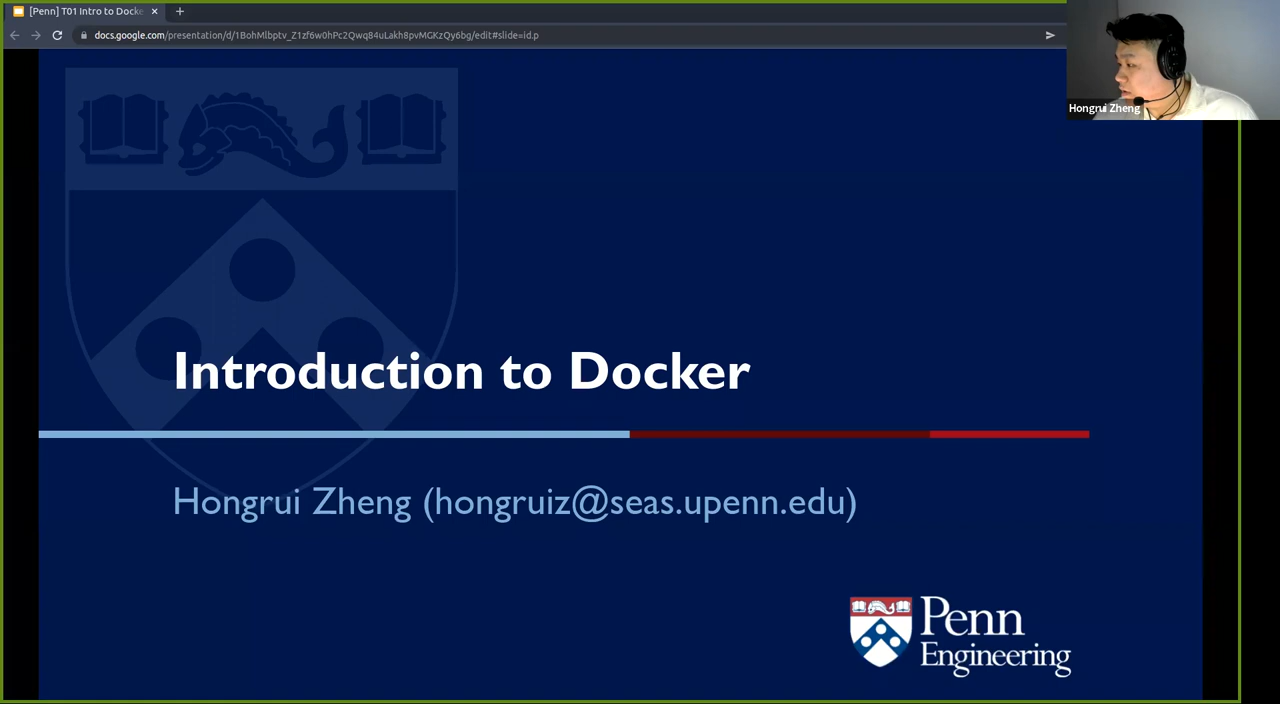 [Penn] T01 Intro to Docke
docs.google.com/presentation/d/1BohMlbptv_Z1zf6w0hPc2Qwq84uLakh8pvMGKzQy6bg/edit#slide=id.p
Hongrui Zheng
Introduction to Docker
Hongrui Zheng (hongruiz@seas.upenn.edu)
Penn
Engineering